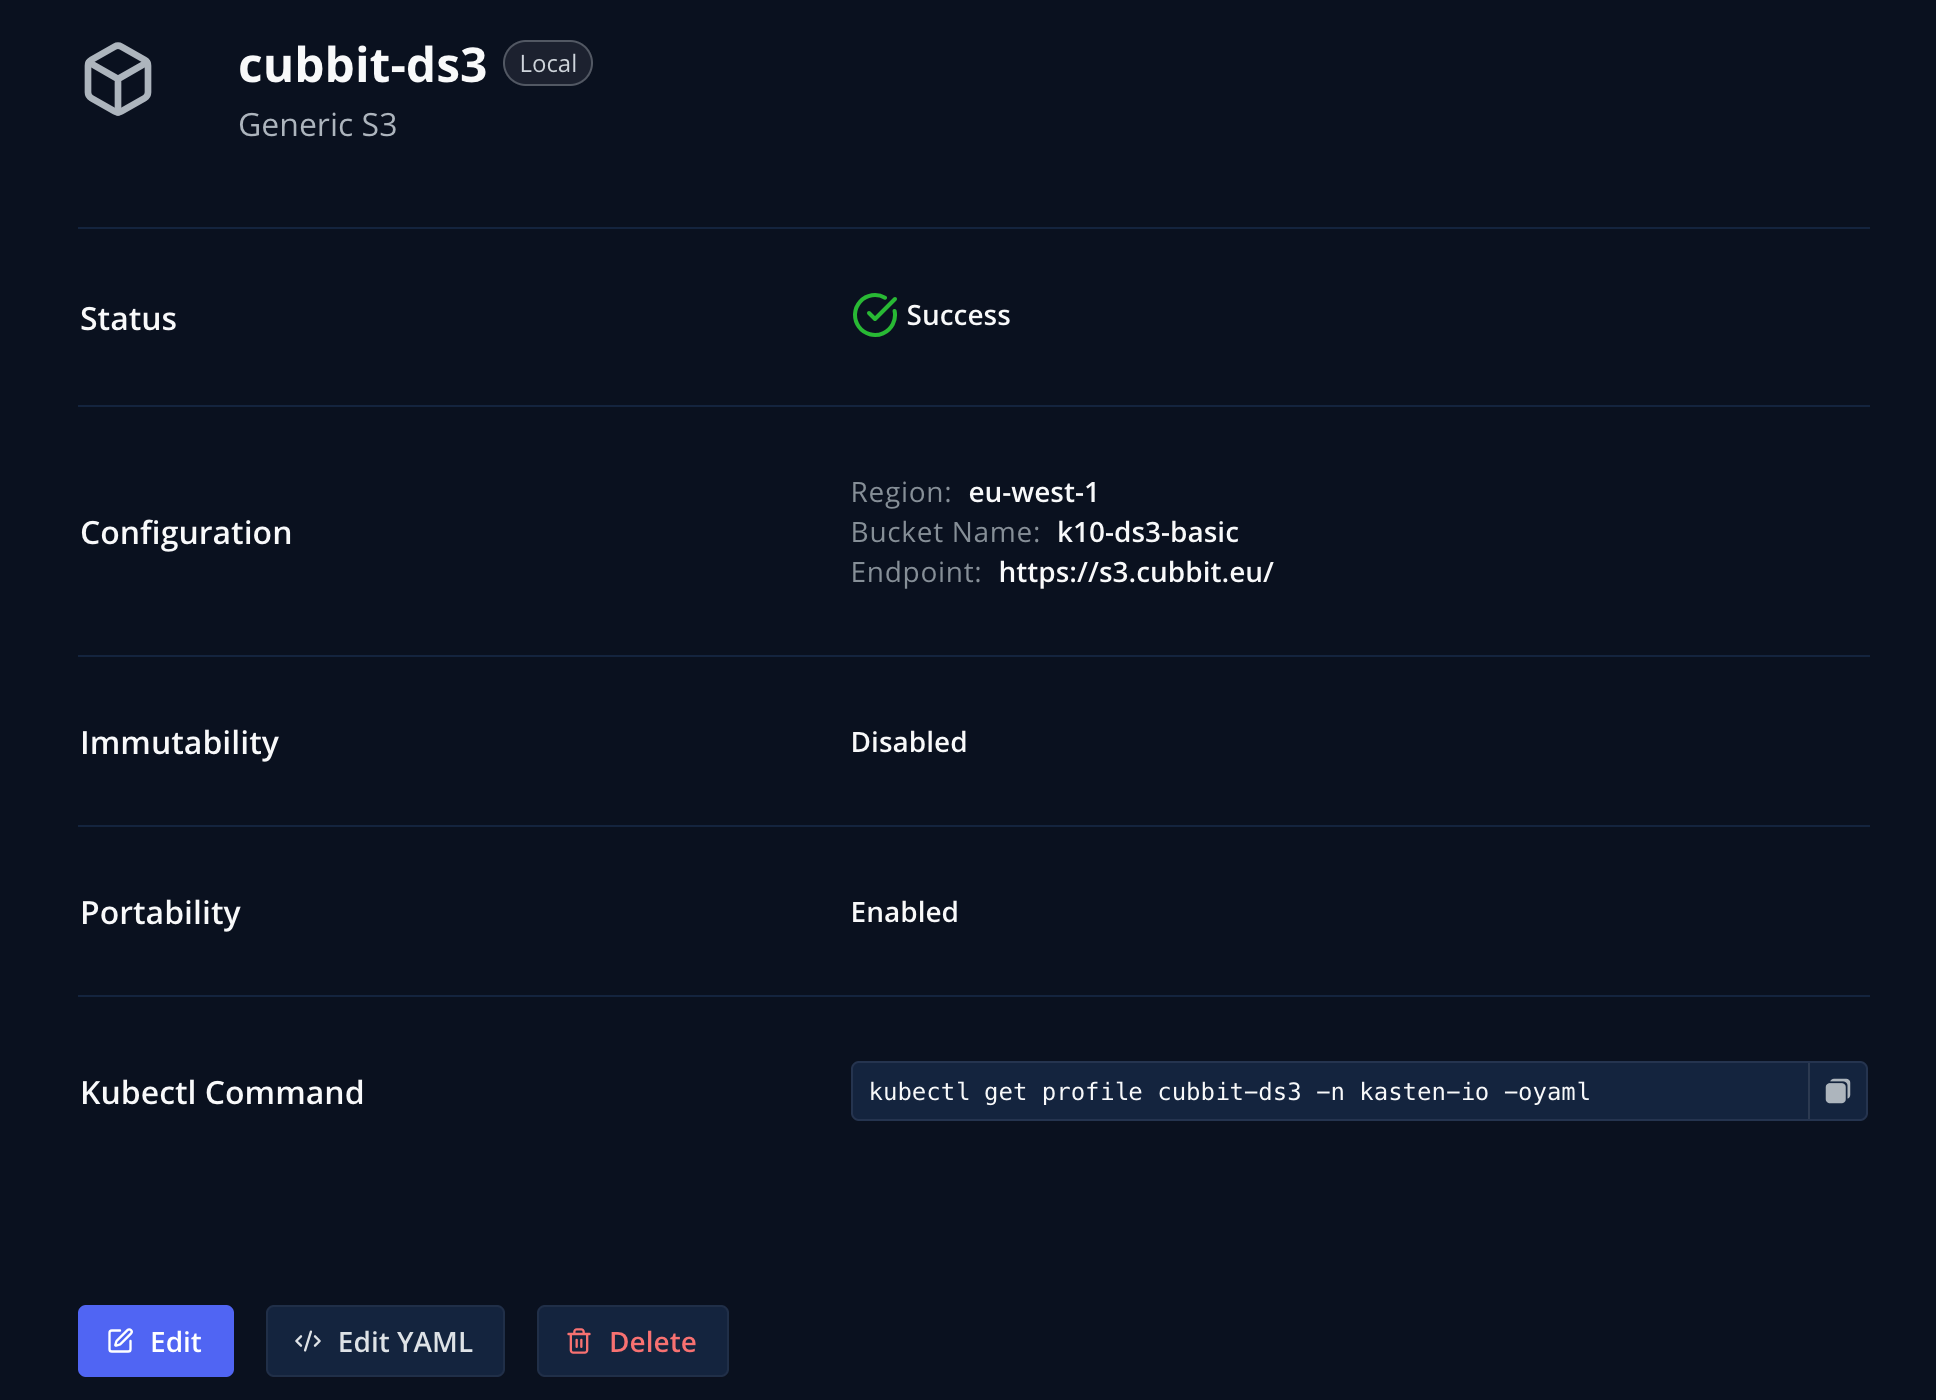 cubbit-ds3 Local
Generic S3
Status
Success
Configuration
Region: eu-west-1
Bucket Name: k10-ds3-basic
Endpoint: https://s3.cubbit.eu/
Immutability
Disabled
Portability
Enabled
Kubectl Command
kubectl get profile cubbit-ds3 -n kasten-io -oyaml
Edit
</> Edit YAML
Delete